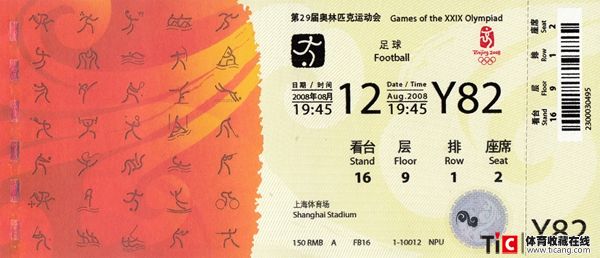 第29届奥林匹克运动会 Games of the XXIX Olympiad
足球
Football
Beijing 2008
日期 / 时间
2008年08月
19:45
12
Date / Time
Aug.2008
19:45
Y82
看台 层 排 座席
Stand Floor Row Seat
16 9 1 2
上海体育场
Shanghai Stadium
150 RMB A FB16 1-10012 NPU
座席 Seat 2
排 Row 1
层 Floor 9
看台 Stand 16
2300030495
Y82
TiC 体育收藏在线
www.ticang.com